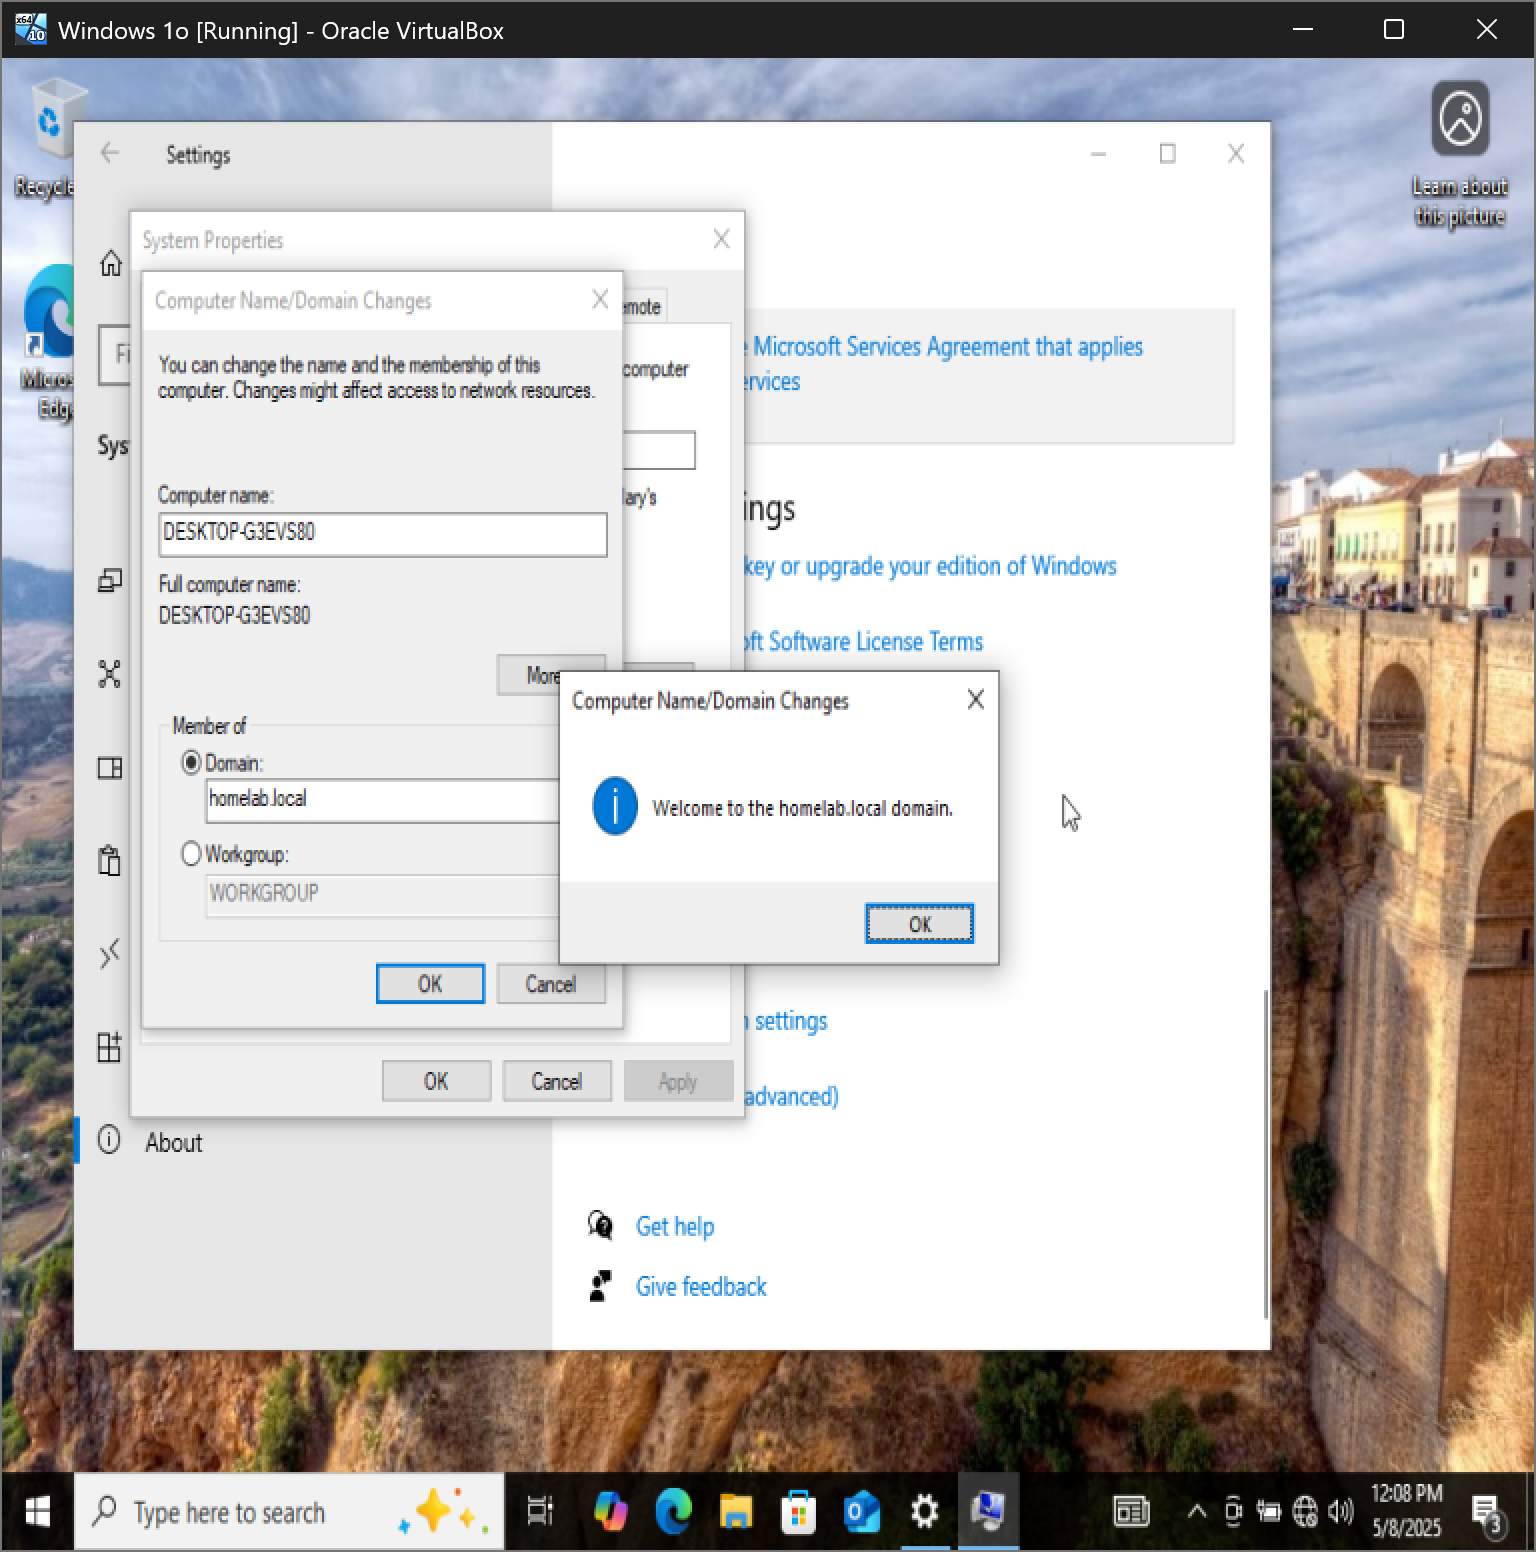 Windows 1o [Running] - Oracle VirtualBox
Recycle
Learn about
this picture
Settings
System Properties
Computer Name/Domain Changes
emote
You can change the name and the membership of this
computer. Changes might affect access to network resources.
computer
Microsoft Services Agreement that applies
ervices
Fi
Micros
Edg
Sys
Computer name:
DESKTOP-G3EVS80
ary's
ings
Full computer name:
DESKTOP-G3EVS80
key or upgrade your edition of Windows
oft Software License Terms
More
Computer Name/Domain Changes
Member of
Domain:
homelab.local
Welcome to the homelab.local domain.
Workgroup:
WORKGROUP
OK
OK
Cancel
settings
OK
Cancel
Apply
advanced)
About
Get help
Give feedback
Type here to search
12:08 PM
5/8/2025
3